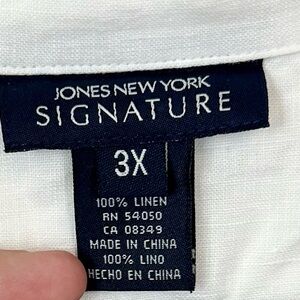 JONES NEW YORK
SIGNATURE
3X
100% LINEN
RN 54050
CA 08349
MADE IN CHINA
100% LINO
HECHO EN CHINA